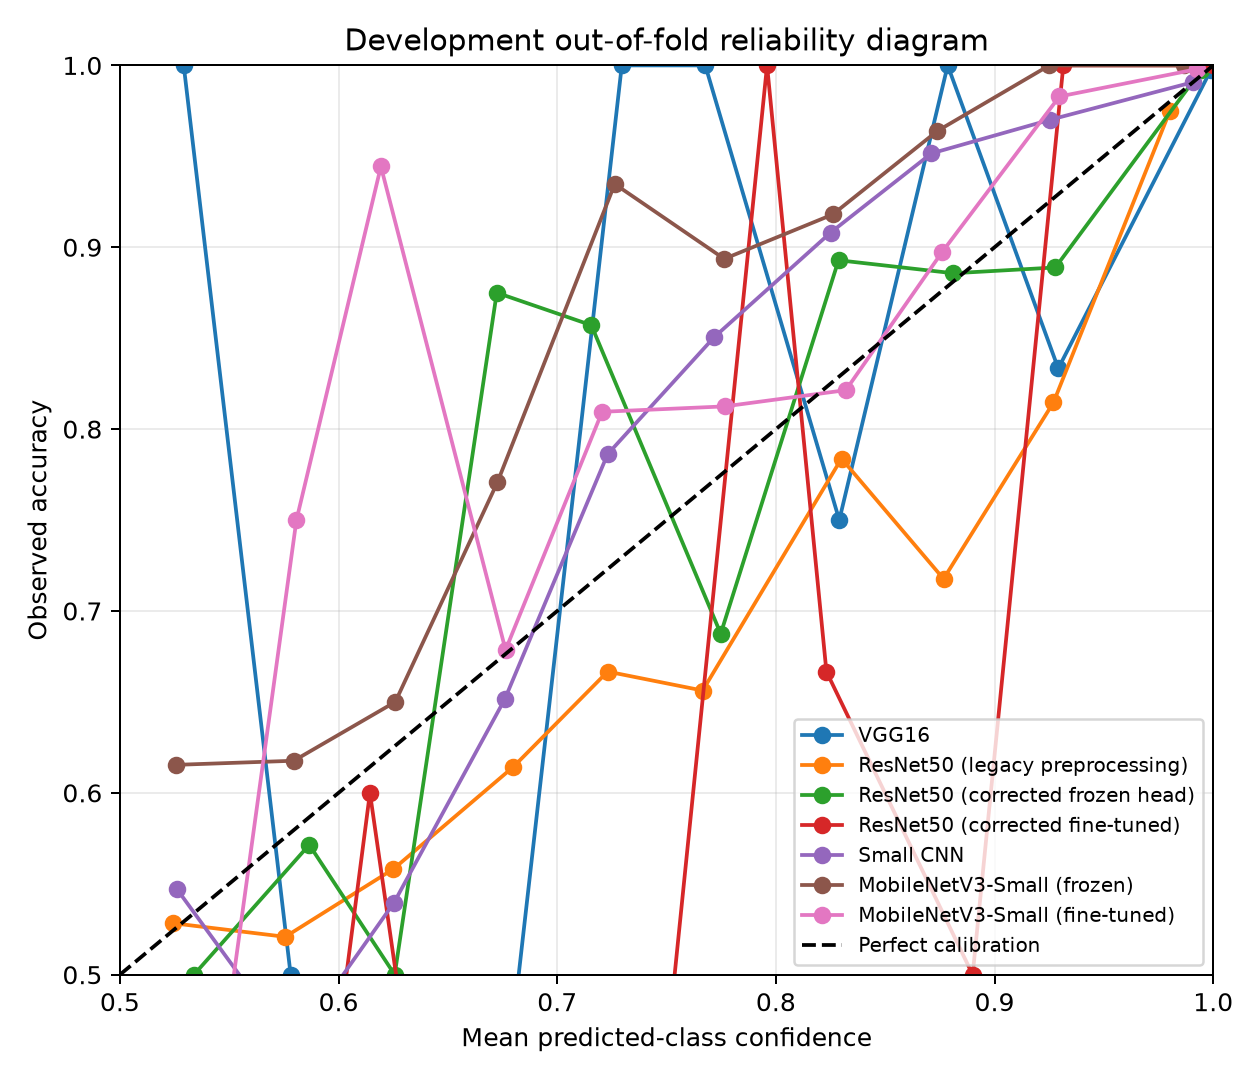 Development out-of-fold reliability diagram
1.0
0.9
0.8
0.7
0.6
0.5
Observed accuracy
0.5
0.6
0.7
0.8
0.9
1.0
Mean predicted-class confidence
VGG16
ResNet50 (legacy preprocessing)
ResNet50 (corrected frozen head)
ResNet50 (corrected fine-tuned)
Small CNN
MobileNetV3-Small (frozen)
MobileNetV3-Small (fine-tuned)
Perfect calibration